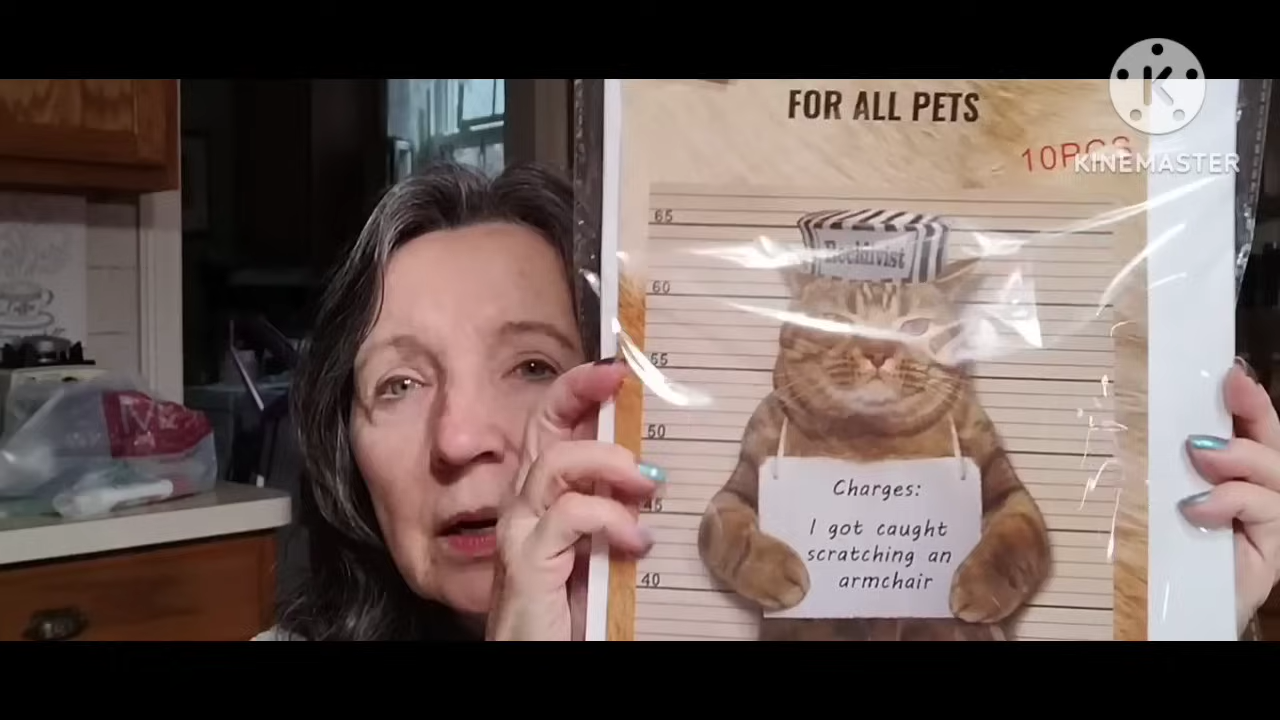 FOR ALL PETS
10PCS
KINEMASTER
65
Recidivist
60
55
50
Charges:
I got caught
scratching an
armchair
45
40